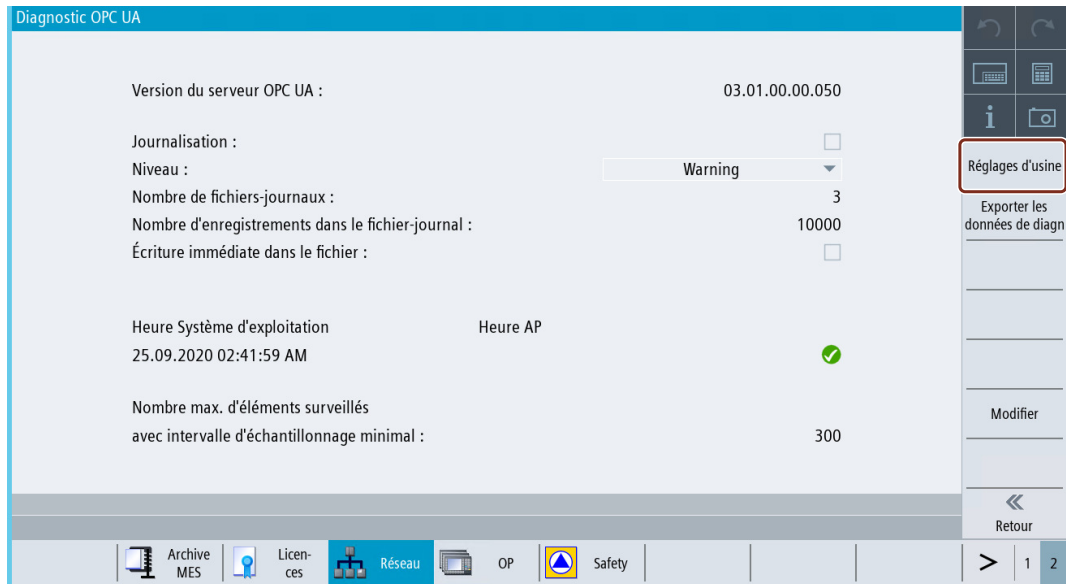 Diagnostic OPC UA
Version du serveur OPC UA : 03.01.00.00.050
Journalisation :
Niveau : Warning
Nombre de fichiers-journaux : 3
Nombre d'enregistrements dans le fichier-journal : 10000
Écriture immédiate dans le fichier :
Heure Système d'exploitation Heure AP
25.09.2020 02:41:59 AM
Nombre max. d'éléments surveillés
avec intervalle d'échantillonnage minimal : 300
i
Réglages d'usine
Exporter les
données de diagn
Modifier
Retour
Archive
MES
Licen-
ces
Réseau
OP
Safety
> 1 2